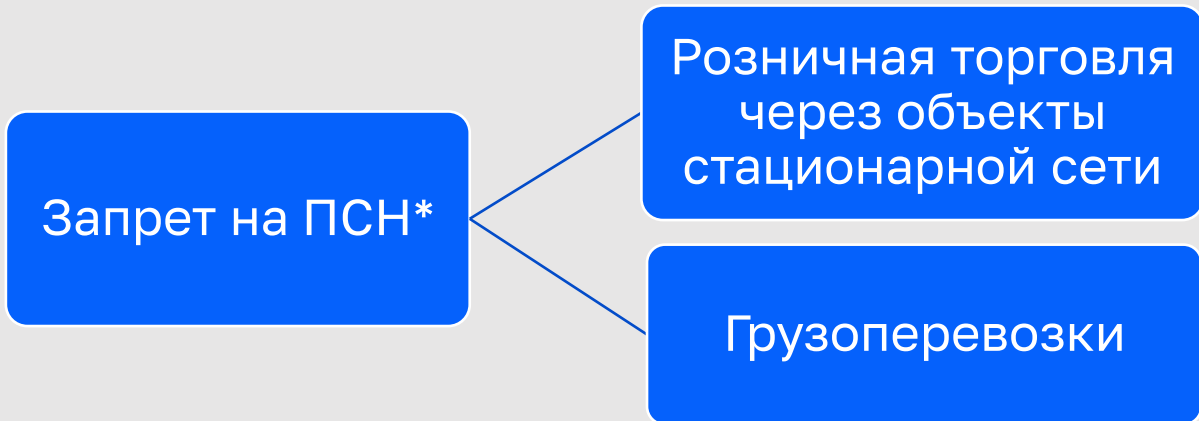 Запрет на ПСН*
Розничная торговля
через объекты
стационарной сети
Грузоперевозки